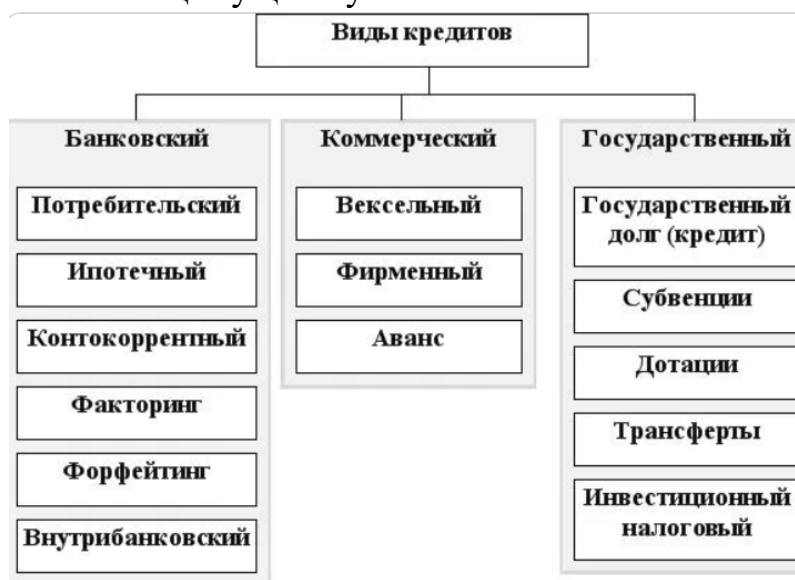 Виды кредитов
Банковский
Потребительский
Ипотечный
Контокоррентный
Факторинг
Форфейтинг
Внутрибанковский
Коммерческий
Вексельный
Фирменный
Аванс
Государственный
Государственный
долг (кредит)
Субвенции
Дотации
Трансферты
Инвестиционный
налоговый